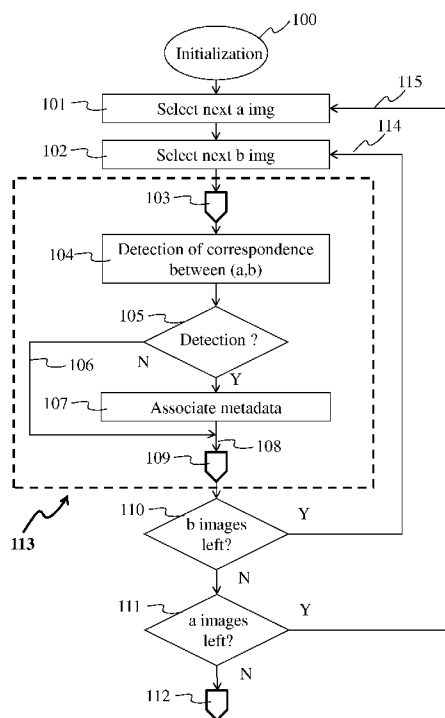 100
Initialization
115
101
Select next a img
114
102
Select next b img
103
104
Detection of correspondence
between (a,b)
105
Detection ?
106
N
Y
107
Associate metadata
108
109
113
110
b images
left?
Y
N
111
a images
left?
Y
N
112